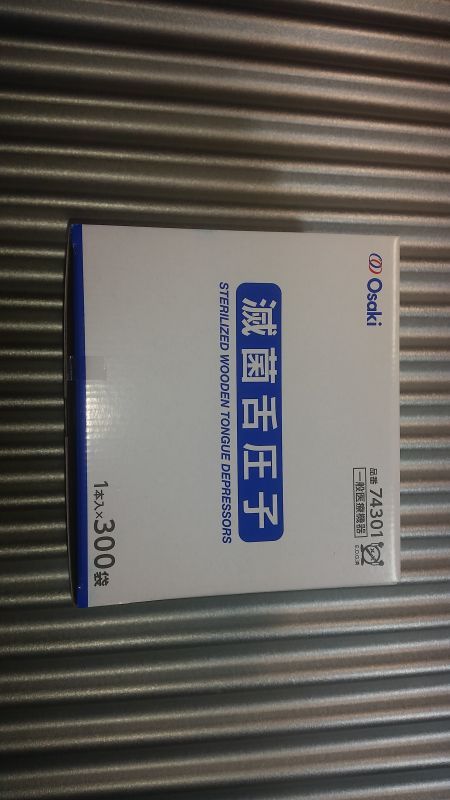 Osaki
品番 74301
一般医療機器
E.O.G.済
滅菌舌圧子
STERILIZED WOODEN TONGUE DEPRESSORS
1本入×300袋